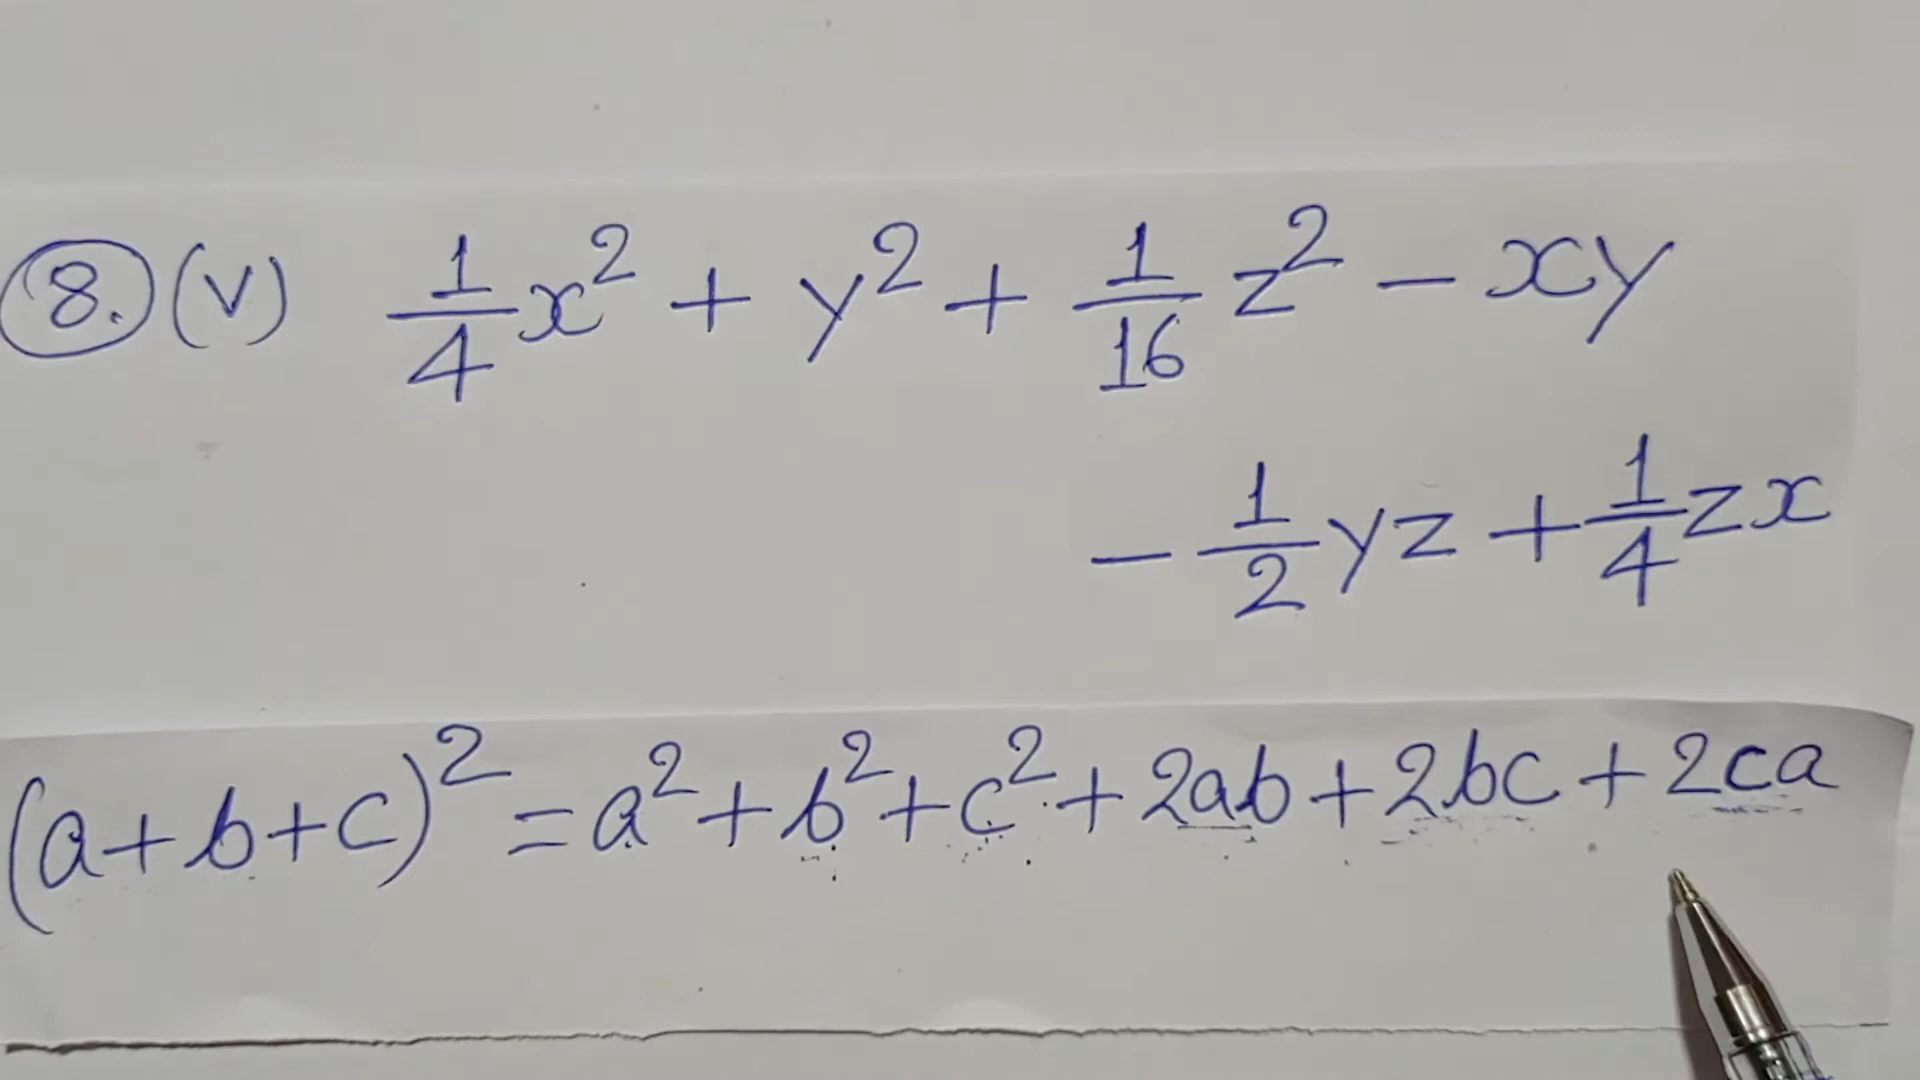 8. (V) 1/4 x² + y² + 1/16 z² - xy
- 1/2 yz + 1/4 zx
(a+b+c)² = a² + b² + c² + 2ab + 2bc + 2ca